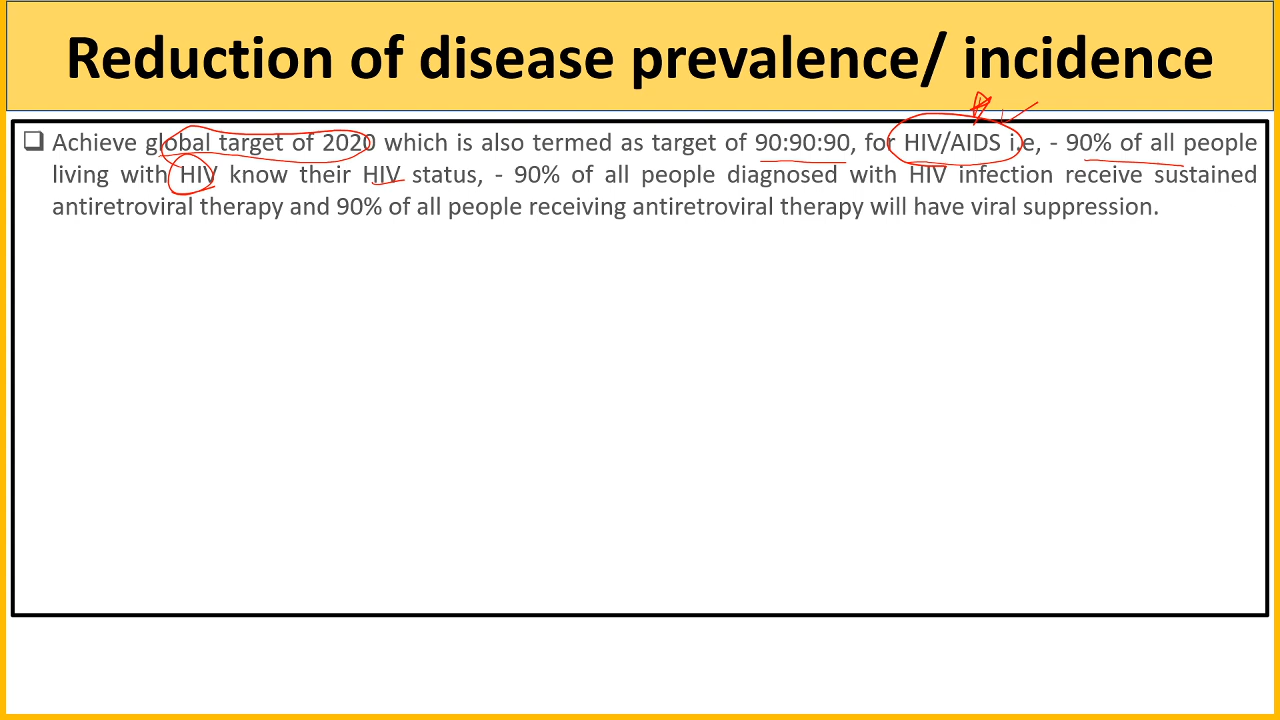 Reduction of disease prevalence/ incidence
Achieve global target of 2020 which is also termed as target of 90:90:90, for HIV/AIDS i.e, - 90% of all people
living with HIV know their HIV status, - 90% of all people diagnosed with HIV infection receive sustained
antiretroviral therapy and 90% of all people receiving antiretroviral therapy will have viral suppression.